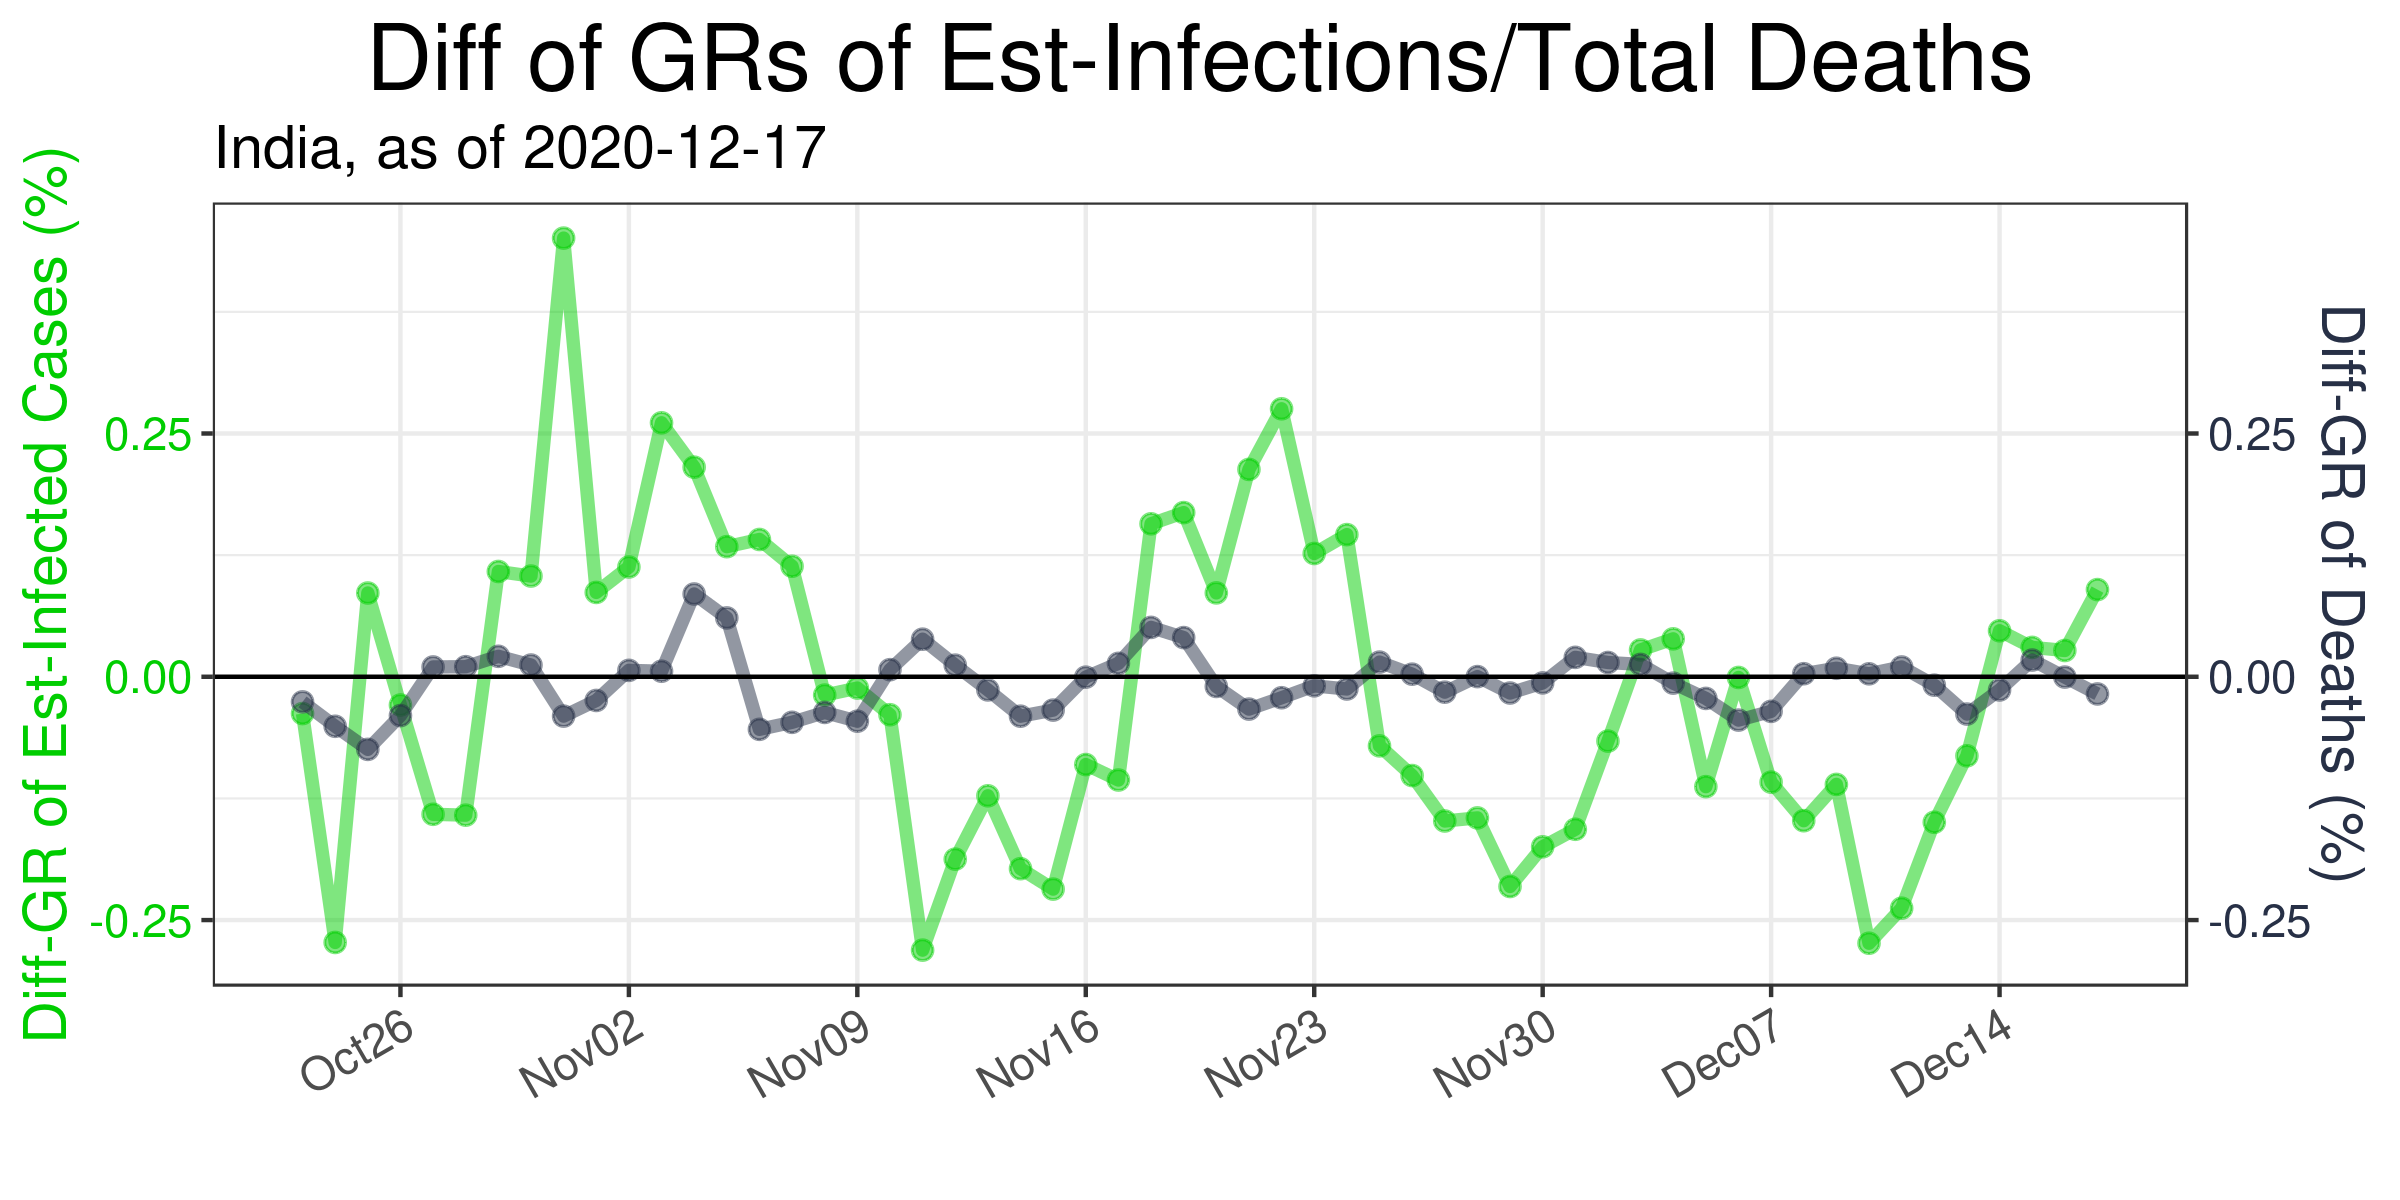 Diff of GRs of Est-Infections/Total Deaths
India, as of 2020-12-17
Diff-GR of Est-Infected Cases (%)
0.25
0.00
-0.25
0.25
0.00
-0.25
Diff-GR of Deaths (%)
Oct26
Nov02
Nov09
Nov16
Nov23
Nov30
Dec07
Dec14